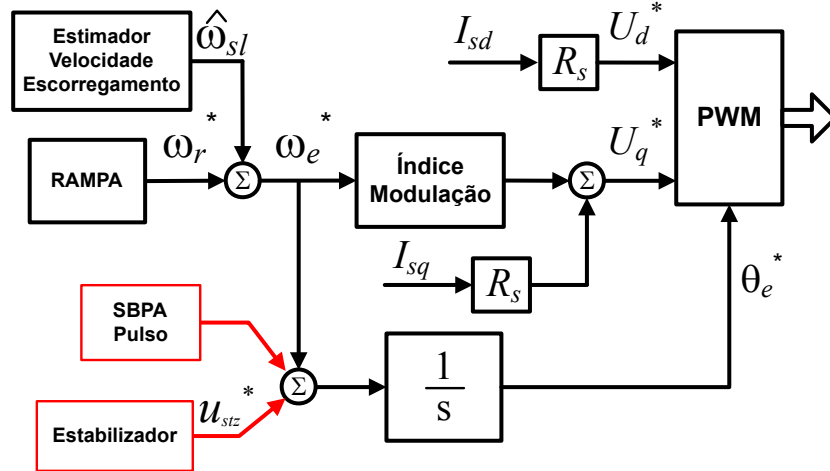 Estimador
Velocidade
Escorregamento
ω̂sl
Isd
Rs
Ud*
PWM
RAMPA
ωr*
Σ
ωe*
Índice
Modulação
Σ
Uq*
Isq
Rs
θe*
SBPA
Pulso
Σ
1
s
Estabilizador
ustz*